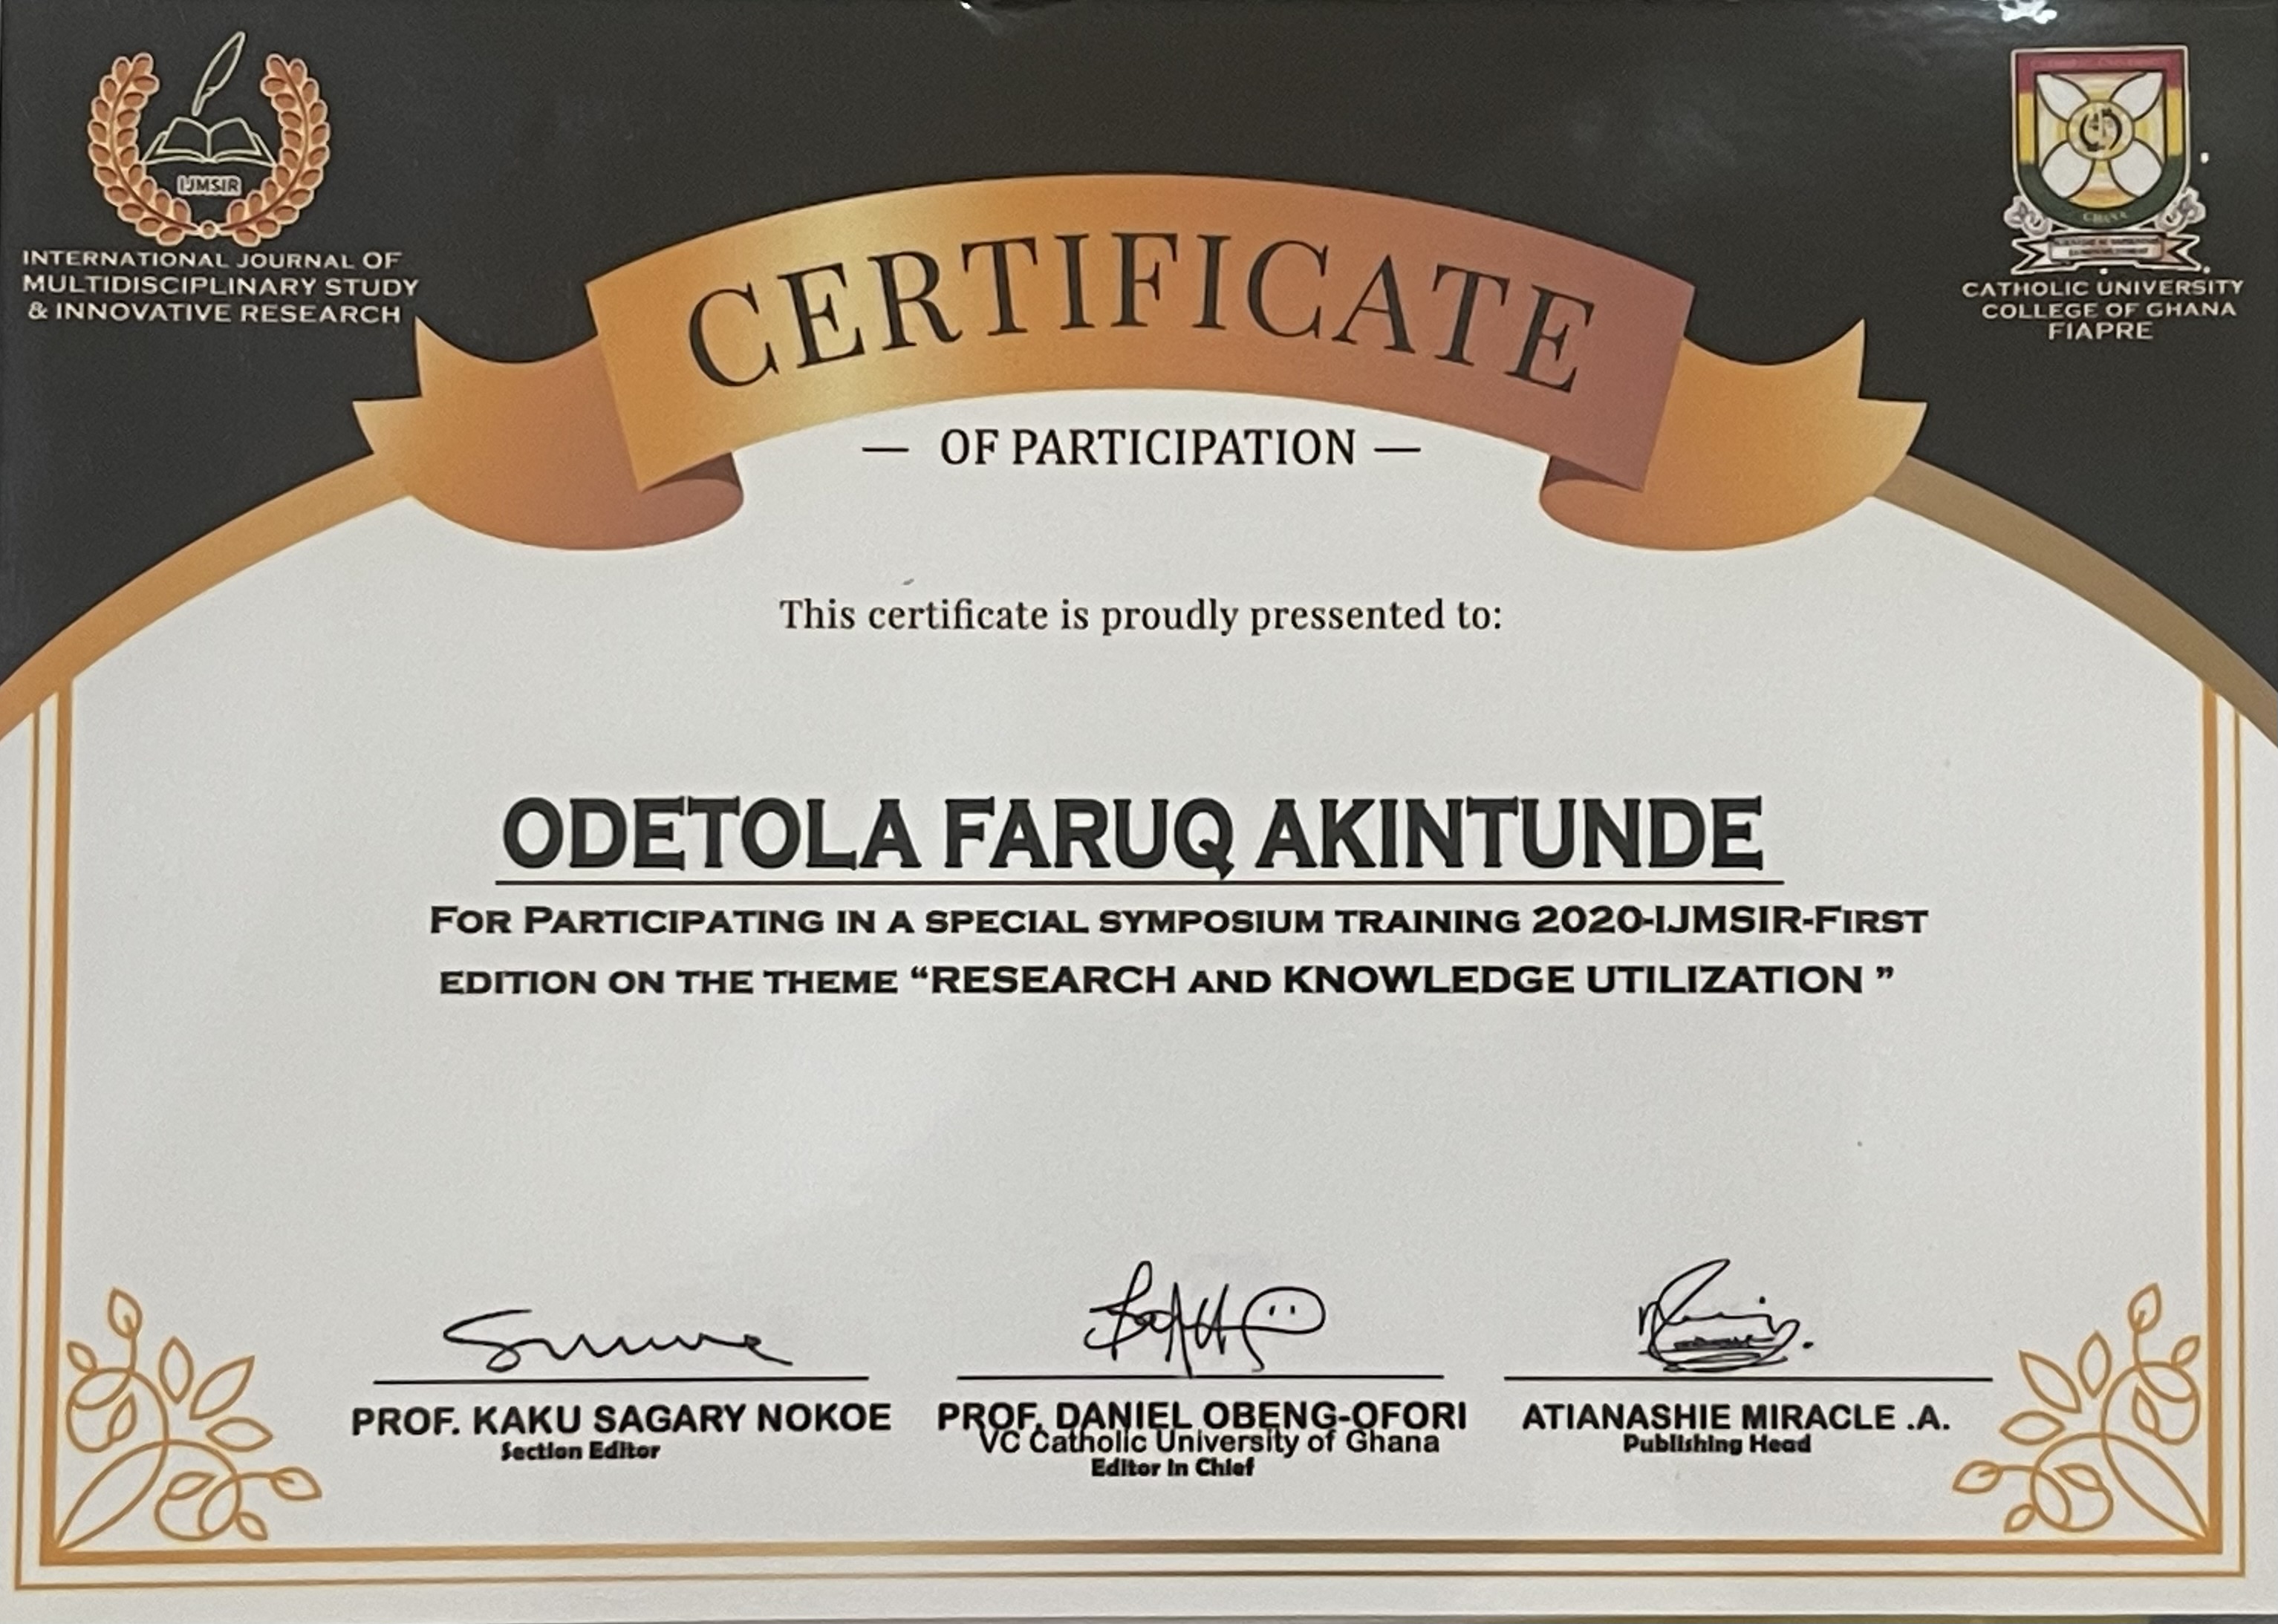 IJMSIR
INTERNATIONAL JOURNAL OF
MULTIDISCIPLINARY STUDY
& INNOVATIVE RESEARCH
GHANA
CATHOLIC UNIVERSITY
COLLEGE OF GHANA
FIAPRE
CERTIFICATE
— OF PARTICIPATION —
This certificate is proudly pressented to:
ODETOLA FARUQ AKINTUNDE
FOR PARTICIPATING IN A SPECIAL SYMPOSIUM TRAINING 2020-IJMSIR-FIRST
EDITION ON THE THEME “RESEARCH AND KNOWLEDGE UTILIZATION ”
PROF. KAKU SAGARY NOKOE
Section Editor
PROF. DANIEL OBENG-OFORI
VC Catholic University of Ghana
Editor In Chief
ATIANASHIE MIRACLE .A.
Publishing Head